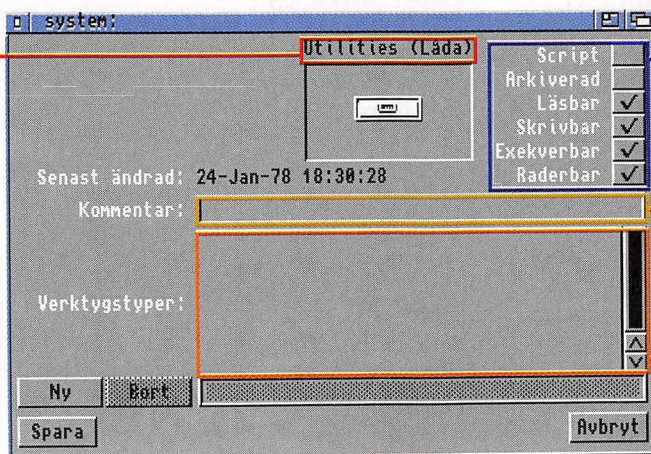 system:
Utilities (Låda)
Script
Arkiverad
Läsbar
Skrivbar
Exekverbar
Raderbar
Senast ändrad: 24-Jan-78 18:30:28
Kommentar:
Verktygstyper:
Ny Bort
Spara Avbryt